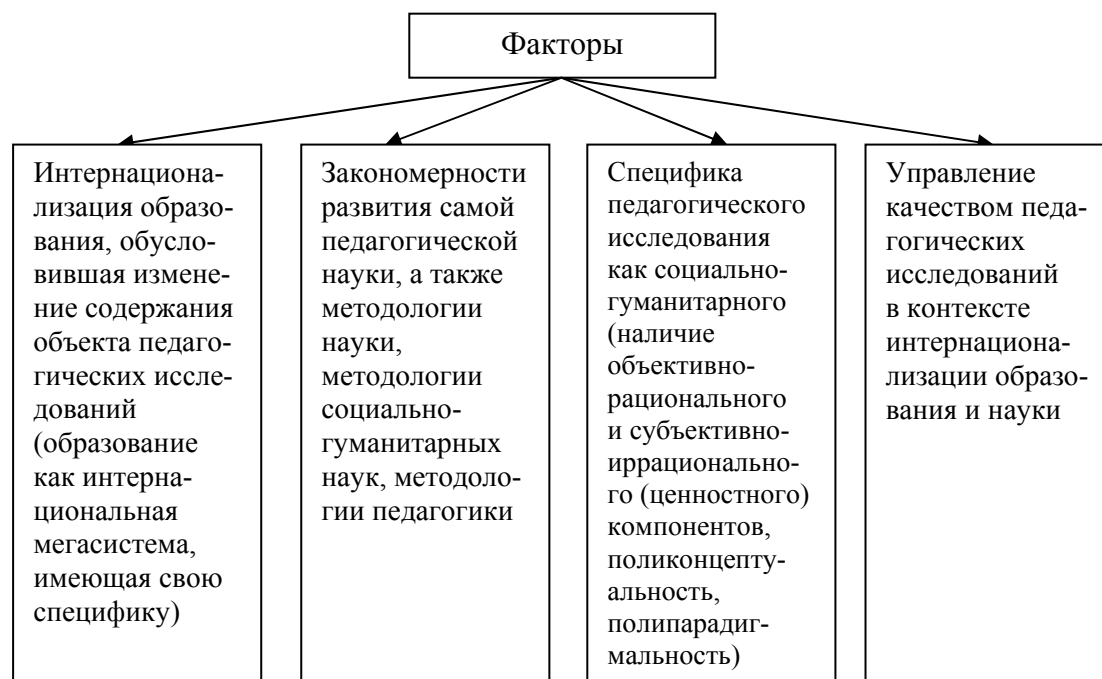 Факторы
Интернациона-
лизация образо-
вания, обусло-
вившая измене-
ние содержания
объекта педаго-
гических иссле-
дований
(образование
как интерна-
циональная
мегасистема,
имеющая свою
специфику)
Закономерности
развития самой
педагогической
науки, а также
методологии
науки,
методологии
социально-
гуманитарных
наук, методоло-
гии педагогики
Специфика
педагогического
исследования
как социально-
гуманитарного
(наличие
объективно-
рационального
и субъективно-
иррационально-
го (ценностного)
компонентов,
поликонцепту-
альность,
полипарадиг-
мальность)
Управление
качеством педа-
гогических
исследований
в контексте
интернациона-
лизации образо-
вания и науки